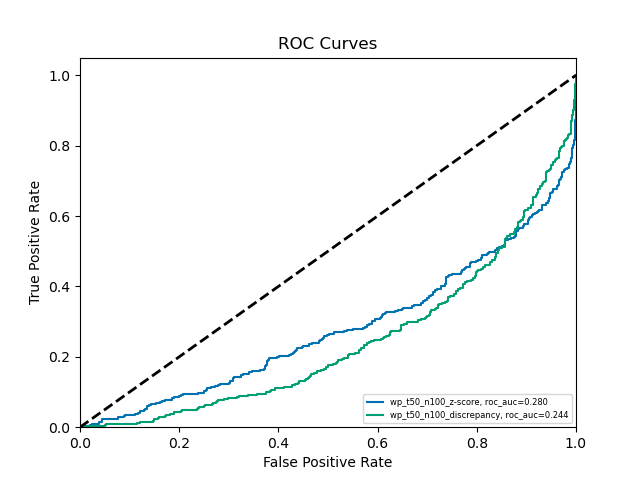 ROC Curves
True Positive Rate
1.0
0.8
0.6
0.4
0.2
0.0
wp_t50_n100_z-score, roc_auc=0.280
wp_t50_n100_discrepancy, roc_auc=0.244
0.0 0.2 0.4 0.6 0.8 1.0
False Positive Rate